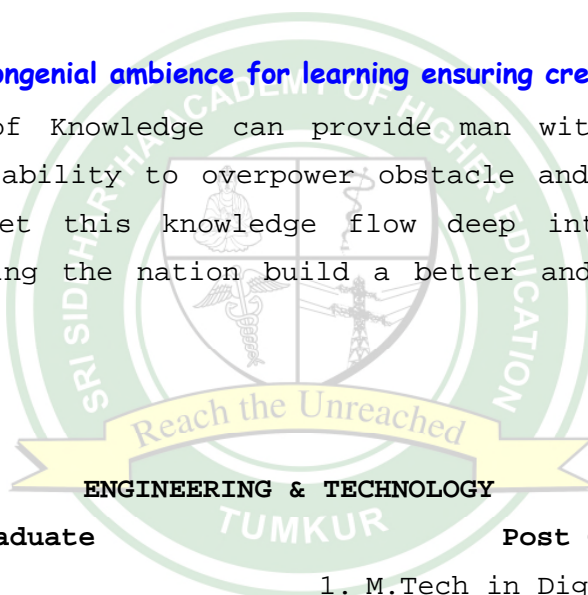 ongenial ambience for learning ensuring cre
of Knowledge can provide man wit
ability to overpower obstacle and
et this knowledge flow deep int
ing the nation build a better and
SRI SIDDHARTHA ACADEMY OF HIGHER EDUCATION
Reach the Unreached
ENGINEERING & TECHNOLOGY
TUMKUR
aduate Post
1. M.Tech in Dig